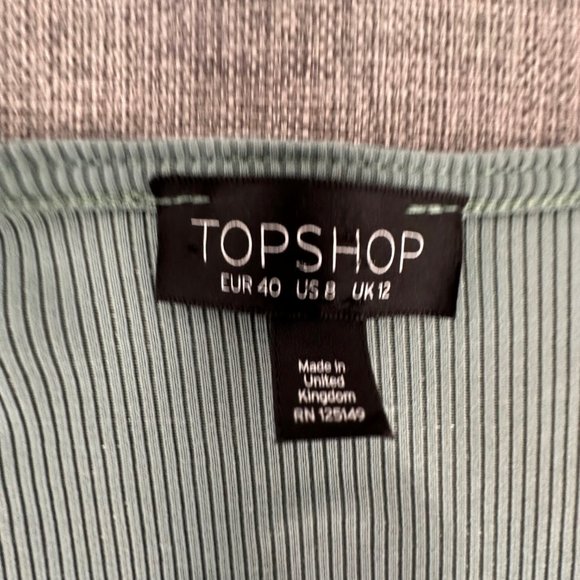 TOPSHOP
EUR 40 US 8 UK 12
Made in
United
Kingdom
RN 125149